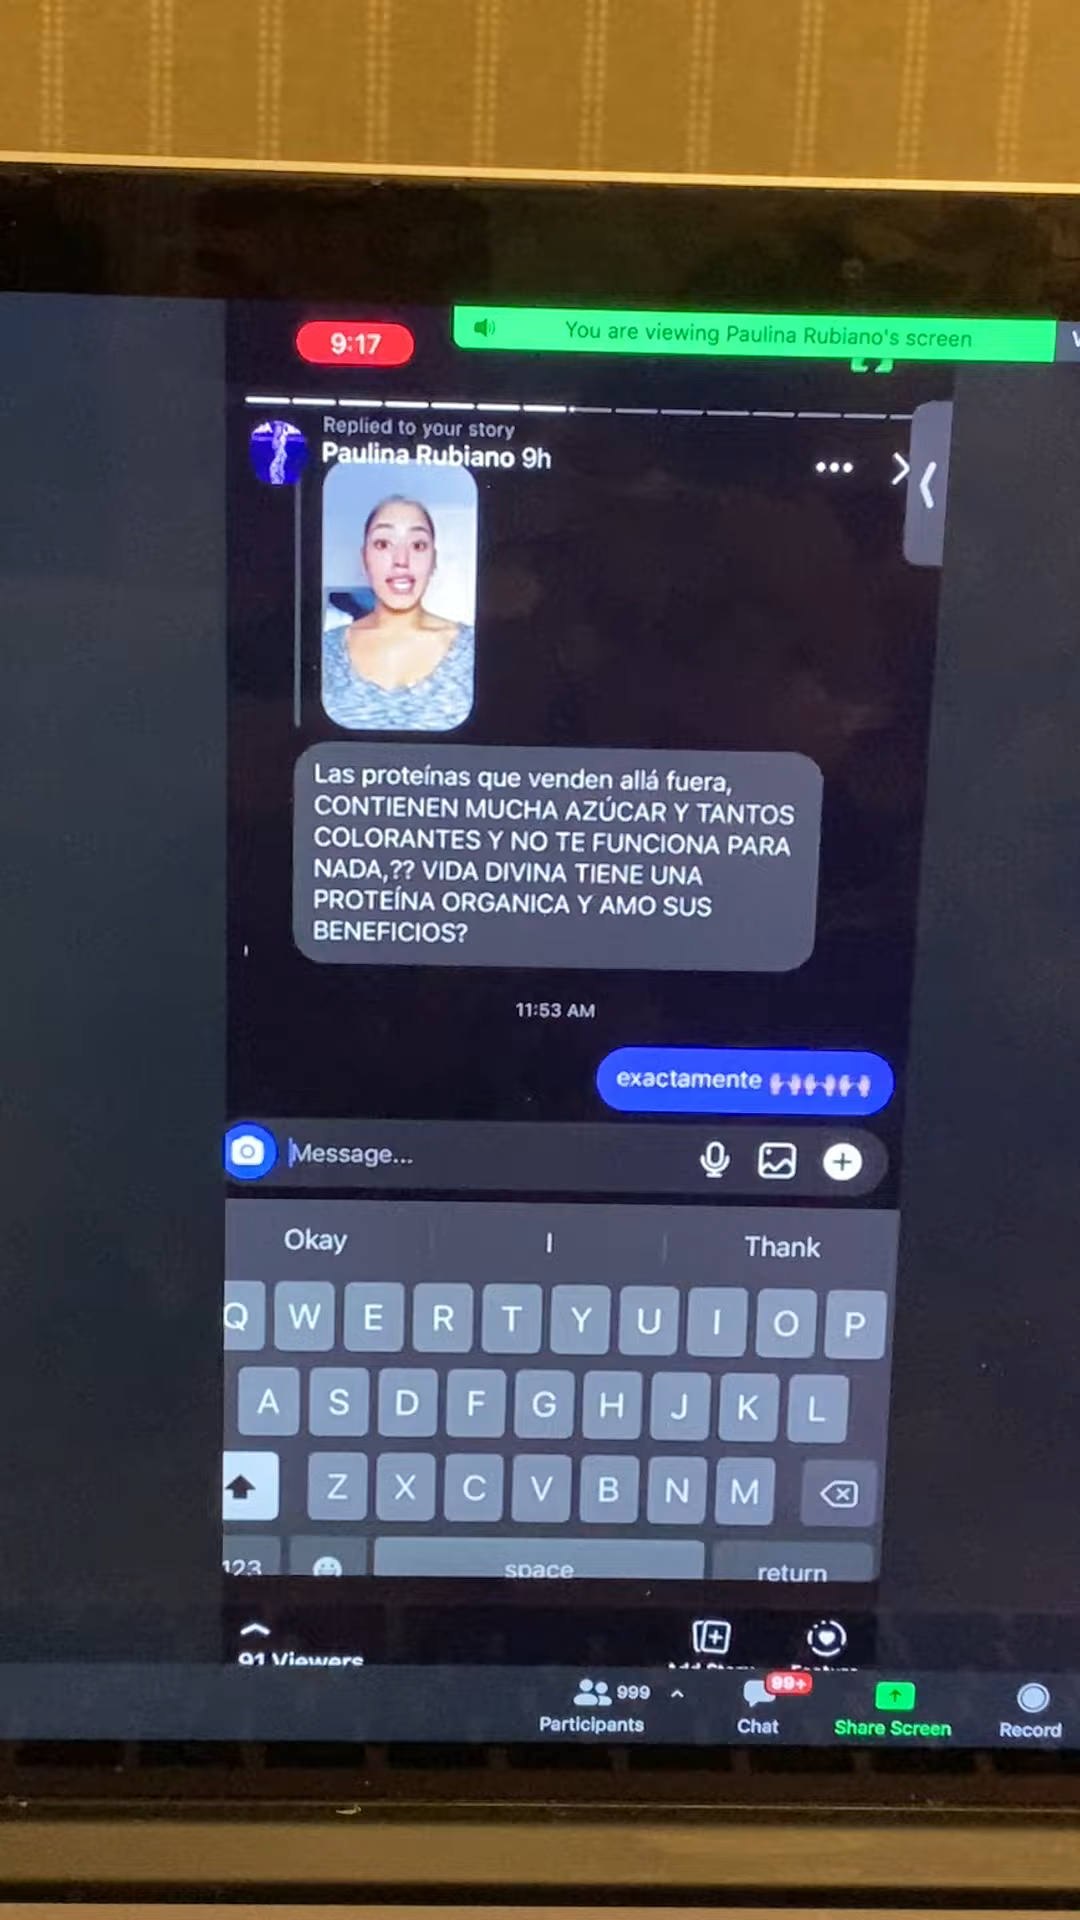 9:17
You are viewing Paulina Rubiano's screen
Replied to your story
Paulina Rubiano 9h
Las proteínas que venden allá fuera,
CONTIENEN MUCHA AZÚCAR Y TANTOS
COLORANTES Y NO TE FUNCIONA PARA
NADA,?? VIDA DIVINA TIENE UNA
PROTEÍNA ORGANICA Y AMO SUS
BENEFICIOS?
11:53 AM
exactamente
Message...
Okay I Thank
Q W E R T Y U I O P
A S D F G H J K L
Z X C V B N M
123 space return
91 Viewers
999 99+
Participants Chat Share Screen Record